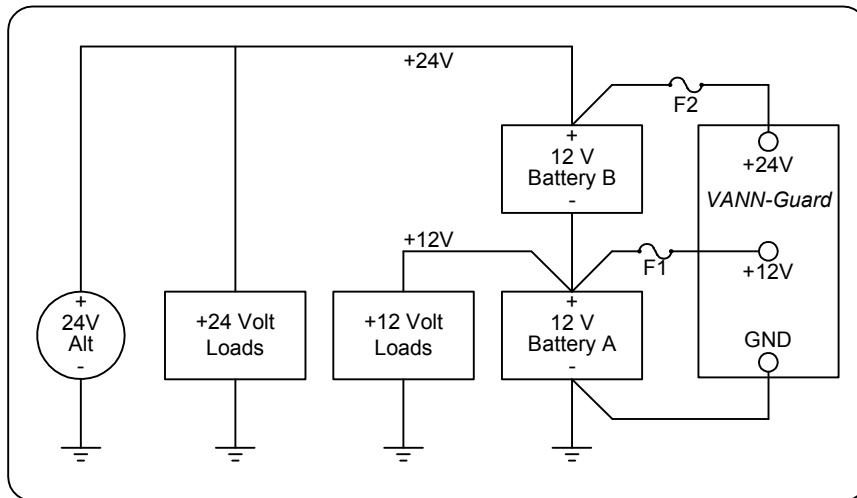 +24V
F2
+
12 V
Battery B
-
+24V
VANN-Guard
+12V
F1
+12V
+
24V
Alt
-
+24 Volt
Loads
+12 Volt
Loads
+
12 V
Battery A
-
GND